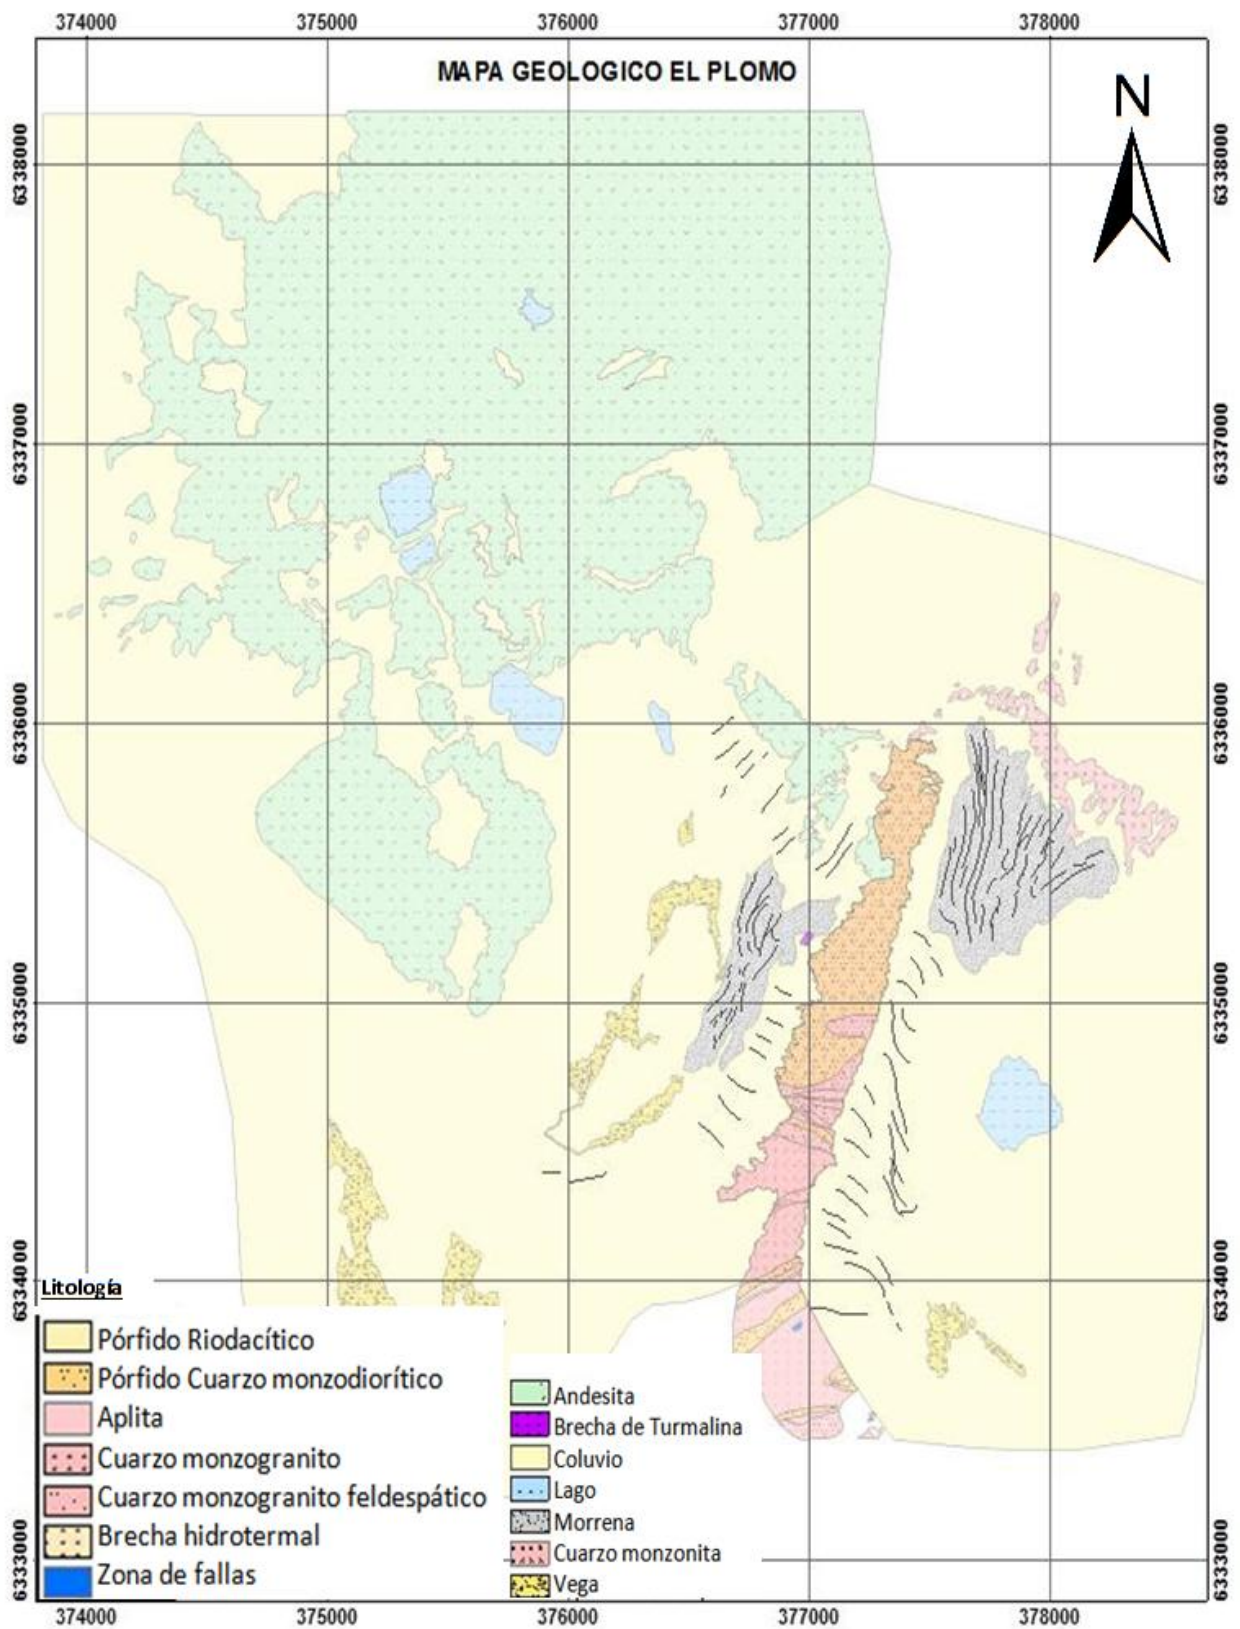 374000 375000 376000 377000 378000
MAPA GEOLOGICO EL PLOMO
N
6338000 6338000
6337000 6337000
6336000 6336000
6335000 6335000
6334000 6334000
6333000 6333000
Litología
Pórfido Riodacítico
Pórfido Cuarzo monzodiorítico
Aplita
Cuarzo monzogranito
Cuarzo monzogranito feldespático
Brecha hidrotermal
Zona de fallas
Andesita
Brecha de Turmalina
Coluvio
Lago
Morrena
Cuarzo monzonita
Vega
374000 375000 376000 377000 378000